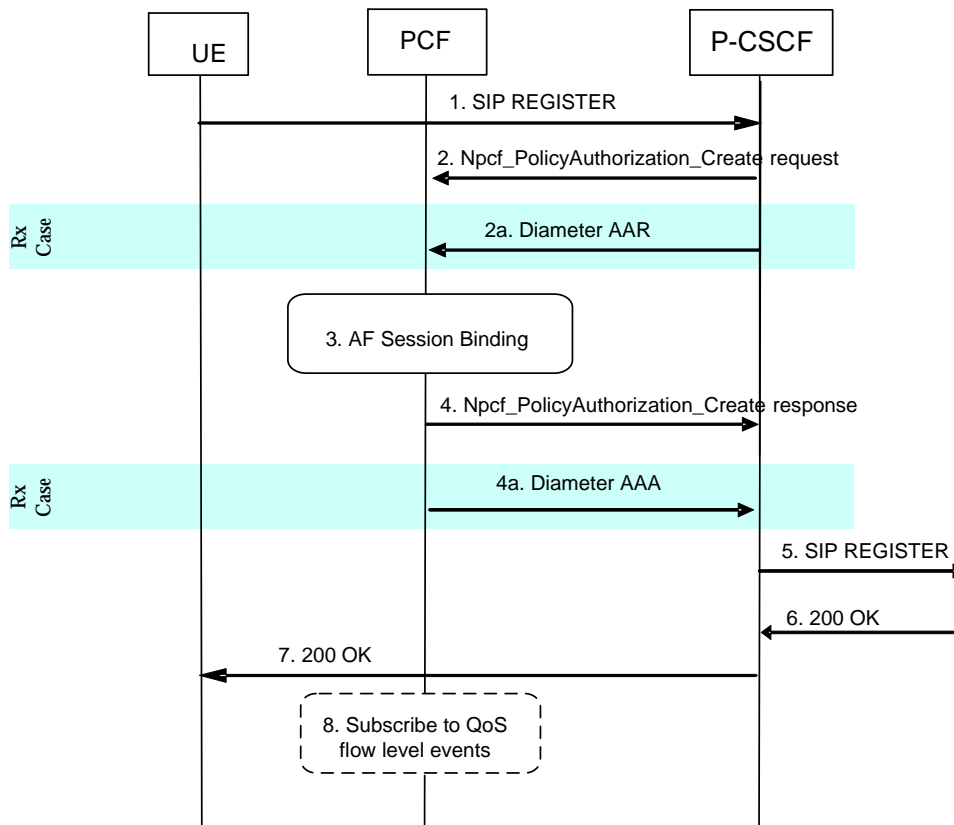 UE
PCF
P-CSCF
1. SIP REGISTER
2. Npcf_PolicyAuthorization_Create request
Rx
Case
2a. Diameter AAR
3. AF Session Binding
4. Npcf_PolicyAuthorization_Create response
Rx
Case
4a. Diameter AAA
5. SIP REGISTER
6. 200 OK
7. 200 OK
8. Subscribe to QoS
flow level events